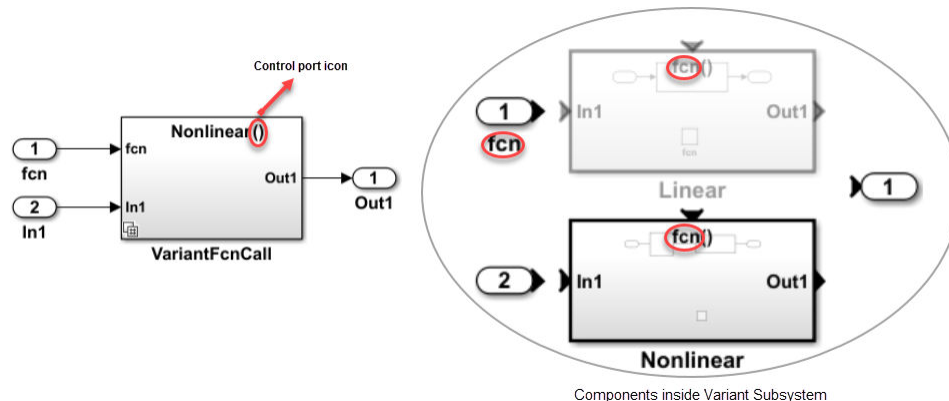 Control port icon
Nonlinear()
1
fcn
fcn
Out1
1
Out1
2
In1
In1
VariantFcnCall
fcn()
1
fcn
In1
Out1
fcn
Linear
1
fcn()
2
In1
Out1
Nonlinear
Components inside Variant Subsystem